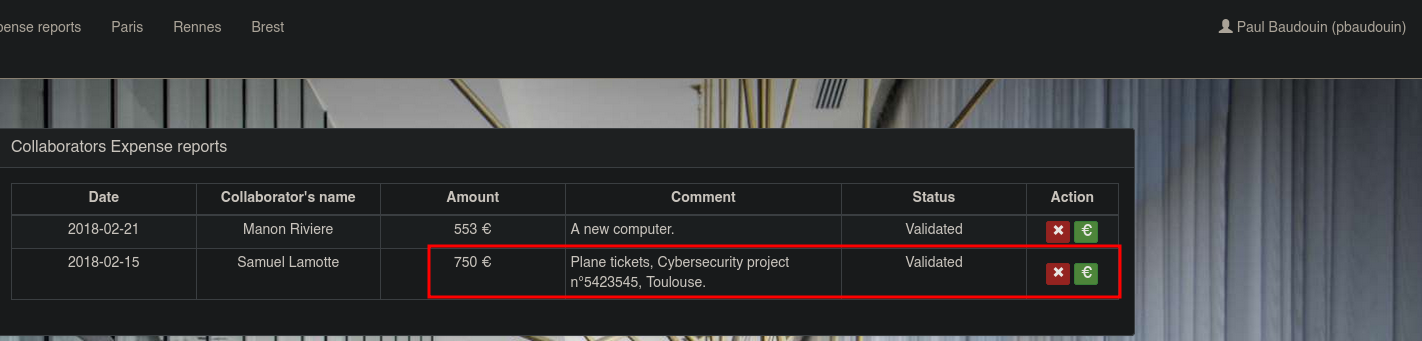 pense reports Paris Rennes Brest Paul Baudouin (pbaudouin)
Collaborators Expense reports
Date Collaborator's name Amount Comment Status Action
2018-02-21 Manon Riviere 553 € A new computer. Validated € 
2018-02-15 Samuel Lamotte 750 € Plane tickets, Cybersecurity project Validated €
n°5423545, Toulouse.